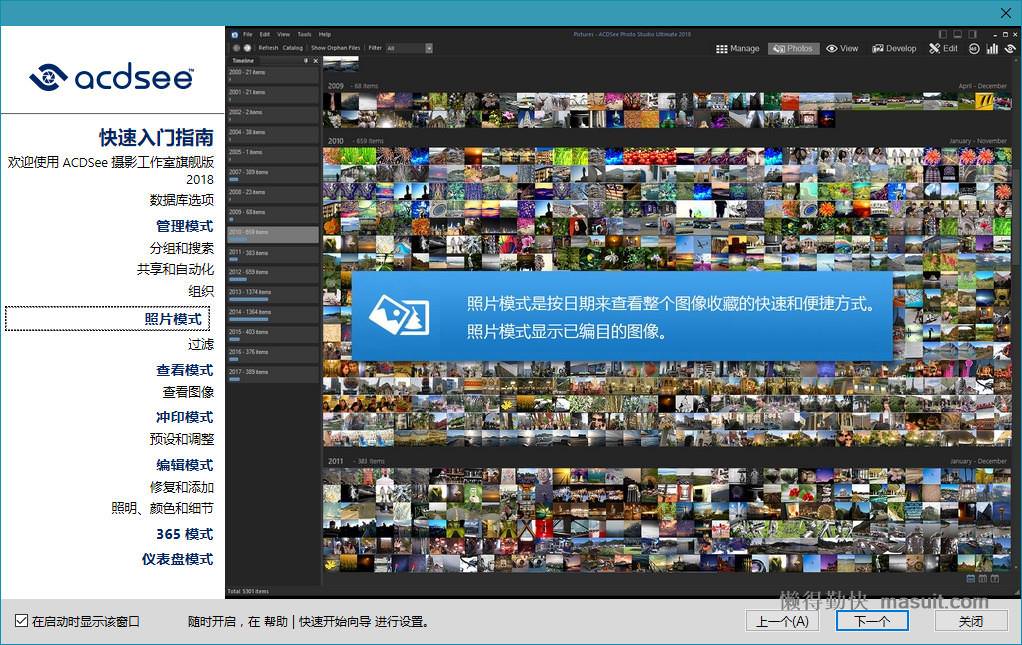 acdsee™
快速入门指南
欢迎使用 ACDSee 摄影工作室旗舰版
2018
数据库选项
管理模式
分组和搜索
共享和自动化
组织
照片模式
过滤
查看模式
查看图像
冲印模式
预设和调整
编辑模式
修复和添加
照明、颜色和细节
365 模式
仪表盘模式
File Edit View Tools Help
Pictures - ACDSee Photo Studio Ultimate 2018
Refresh Catalog Show Orphan Files Filter All
Manage Photos View Develop Edit
Timeline
2000 - 21 items
2001 - 21 items
2002 - 2 items
2004 - 38 items
2005 - 1 items
2007 - 389 items
2008 - 23 items
2009 - 68 items
2010 - 659 items
2011 - 383 items
2012 - 659 items
2013 - 1374 items
2014 - 1364 items
2015 - 403 items
2016 - 376 items
2017 - 389 items
2009 - 68 items
April - December
2010 - 659 items
January - November
照片模式是按日期来查看整个图像收藏的快速和便捷方式。
照片模式显示已编目的图像。
2011 - 383 items
January - December
Total 5301 items
懒得勤快 masuit.com
在启动时显示该窗口
随时开启，在 帮助 | 快速开始向导 进行设置。
上一个(A)
下一个
关闭